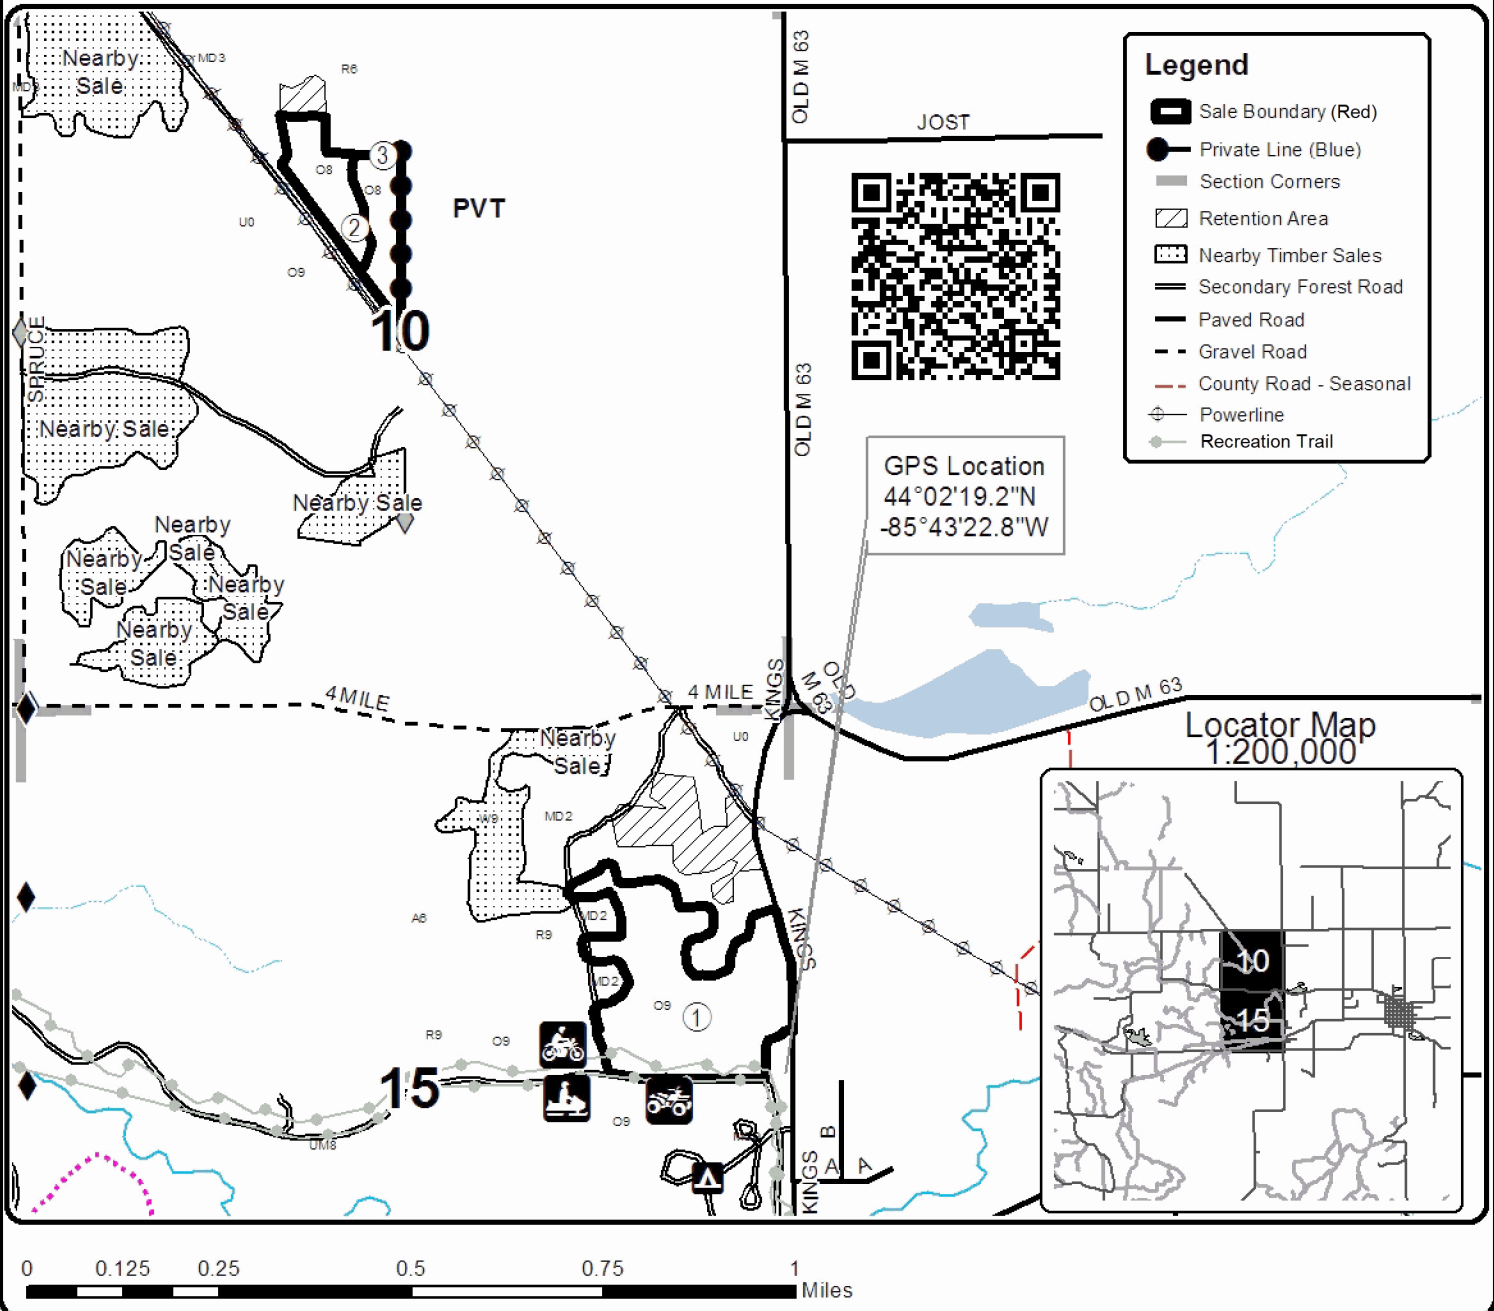 Nearby
Sale
MD3
MD3
R6
OLD M 63
JOST
3
O8
O8
PVT
U0
2
O9
10
SPRUCE
Nearby Sale
OLD M 63
Nearby Sale
Nearby
Sale
Nearby
Sale
Nearby
Sale
Nearby
Sale
GPS Location
44°02'19.2"N
-85°43'22.8"W
Legend
Sale Boundary (Red)
Private Line (Blue)
Section Corners
Retention Area
Nearby Timber Sales
Secondary Forest Road
Paved Road
Gravel Road
County Road - Seasonal
Powerline
Recreation Trail
4 MILE
4 MILE
KINGS
OLD
M 63
OLD M 63
U0
Nearby
Sale
W9
MD2
A6
R9
MD2
MD2
KINGS
O9
1
R9
O9
15
O9
UM8
KINGS
B
A
A
Locator Map
1:200,000
10
15
0
0.125
0.25
0.5
0.75
1
Miles